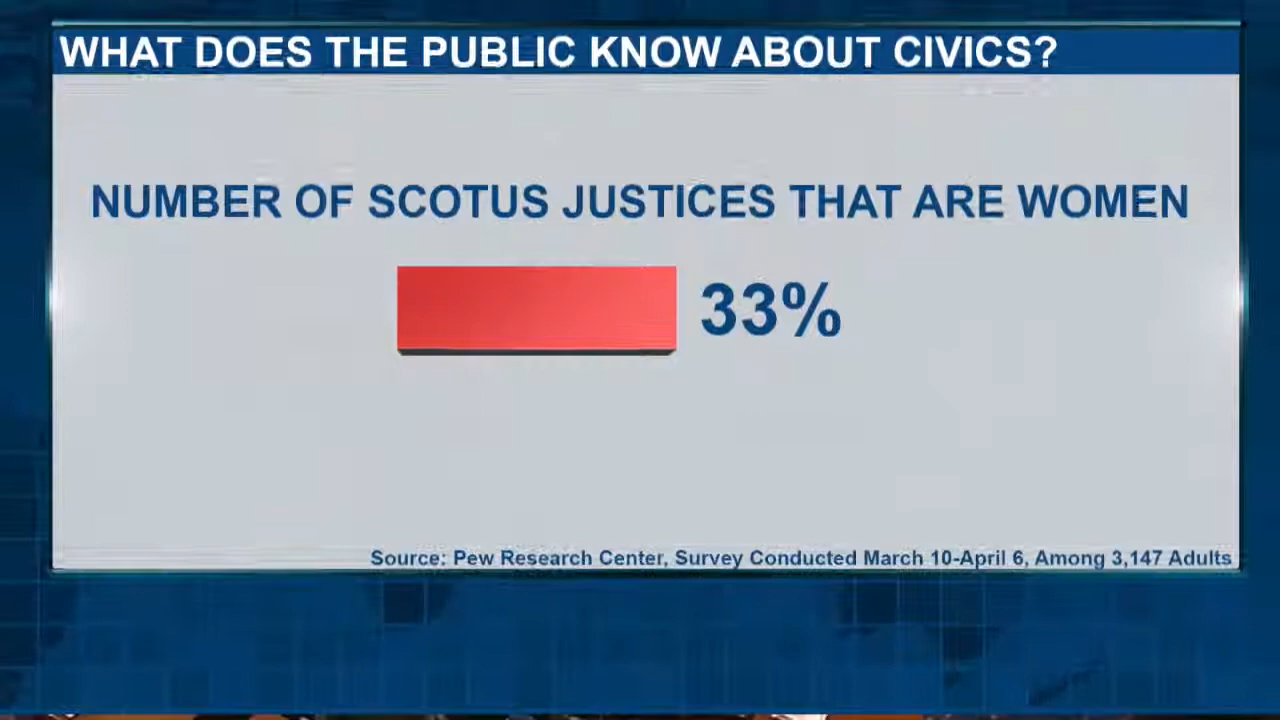 WHAT DOES THE PUBLIC KNOW ABOUT CIVICS?
NUMBER OF SCOTUS JUSTICES THAT ARE WOMEN
33%
Source: Pew Research Center, Survey Conducted March 10-April 6, Among 3,147 Adults